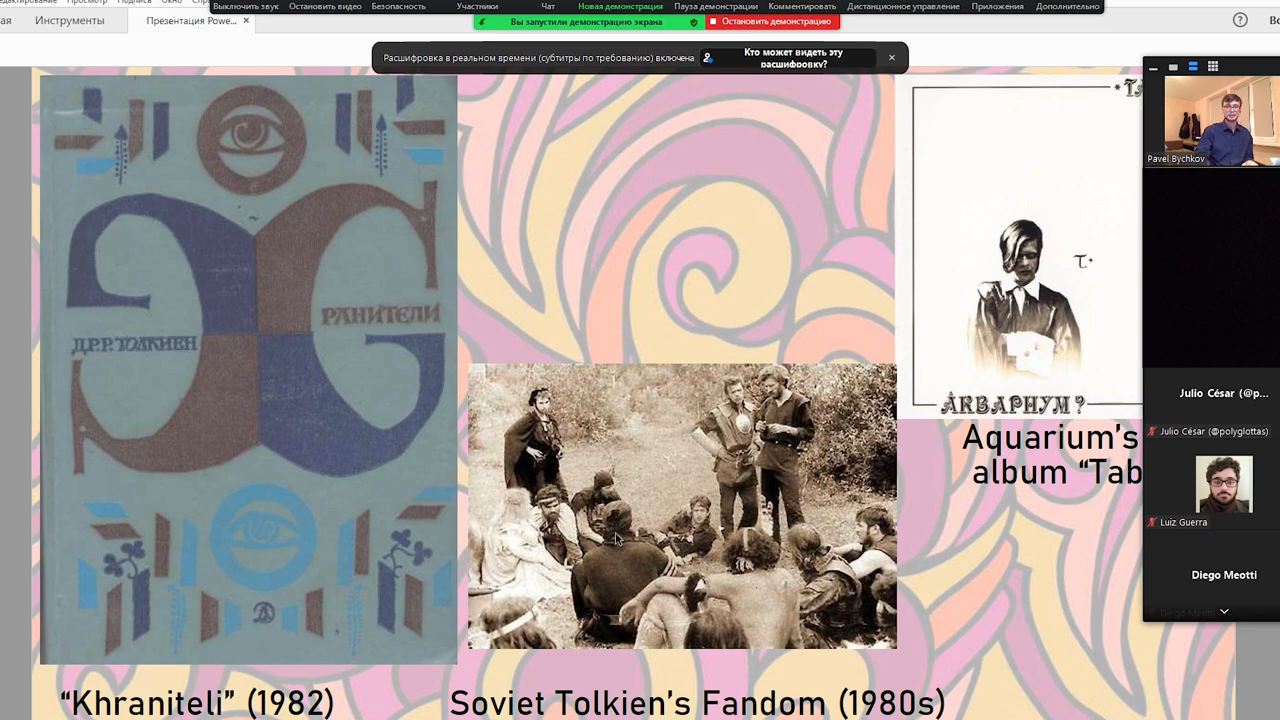 Выключить звук Остановить видео Безопасность Участники Чат Новая демонстрация Пауза демонстрации Комментировать Дистанционное управление Приложения Дополнительно
Инструменты
Презентация Powe... ×
Вы запустили демонстрацию экрана
Остановить демонстрацию
?
Расшифровка в реальном времени (субтитры по требованию) включена
Кто может видеть эту расшифровку?
Pavel Bychkov
РАНИТЕЛИ
Д.Р.Р. ТОЛКИЕН
Т.
АКВАРИУМ?
Aquarium’s
album “Tab
Julio César (@p...
Julio César (@polyglottas)
Luiz Guerra
Diego Meotti
“Khraniteli” (1982)
Soviet Tolkien’s Fandom (1980s)